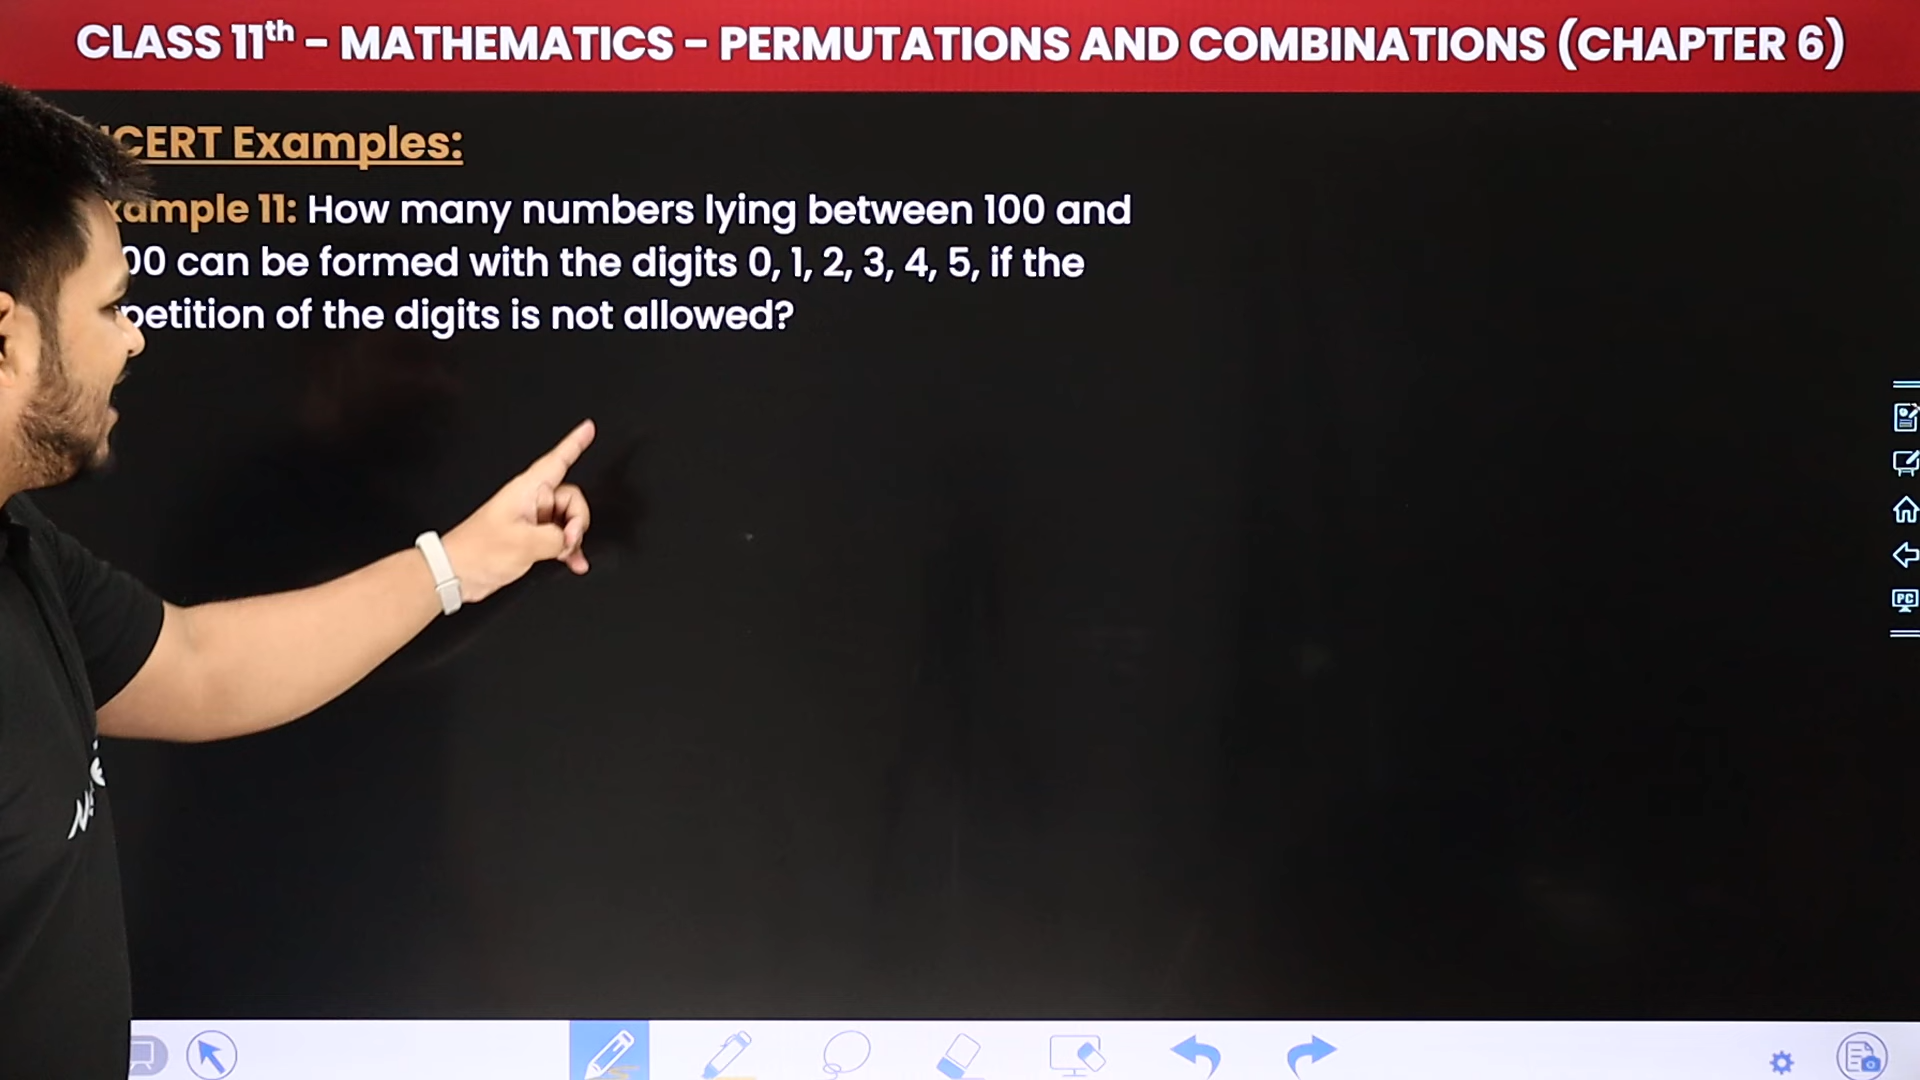 CLASS 11th - MATHEMATICS - PERMUTATIONS AND COMBINATIONS (CHAPTER 6)
CERT Examples:
xample 11: How many numbers lying between 100 and
00 can be formed with the digits 0, 1, 2, 3, 4, 5, if the
petition of the digits is not allowed?
PC